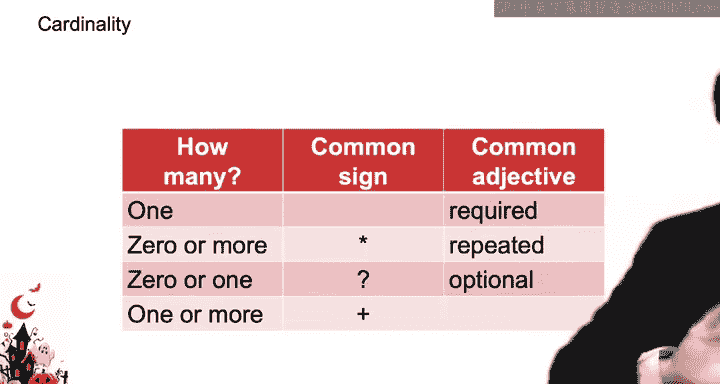 Cardinality
How Common Common
many? sign adjective
One required
Zero or more * repeated
Zero or one ? optional
One or more +